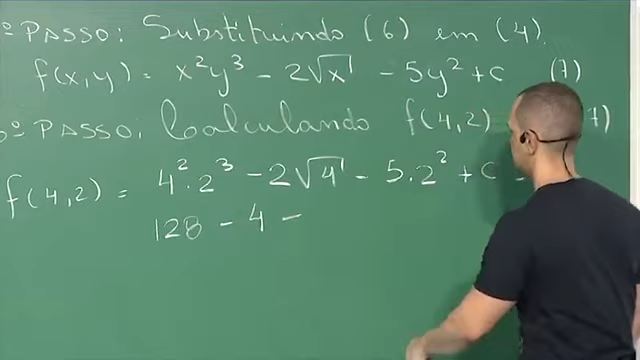 º PASSO: Substituindo (6) em (4).
f(x,y) = x²y³ - 2√x - 5y² + c (7)
º PASSO: Calculando f(4,2) 7)
f(4,2) = 4².2³ - 2√4 - 5.2² + c
128 - 4 -